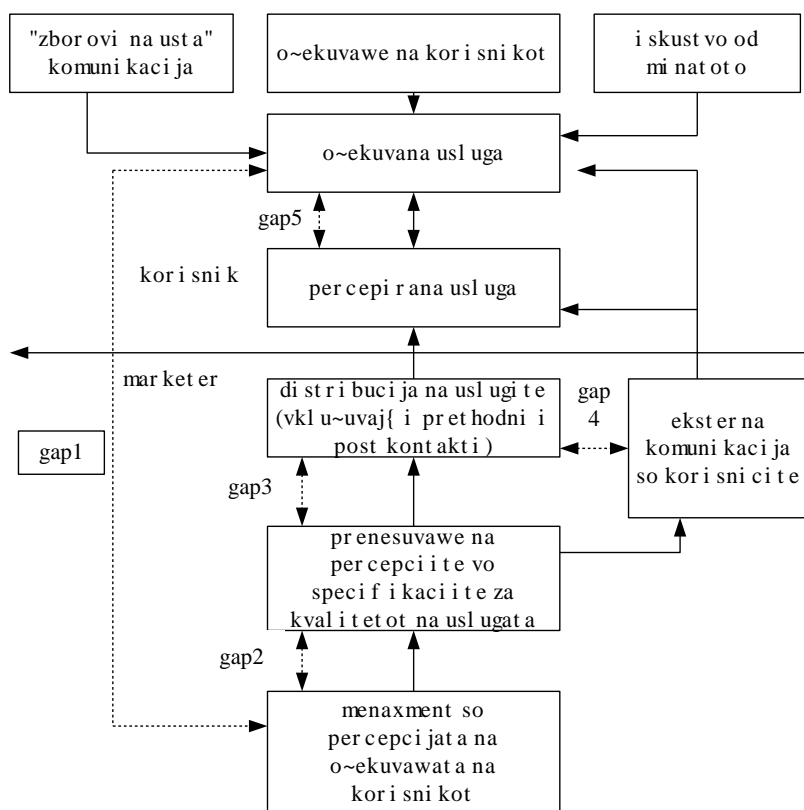 "zborovi na usta"
komunikacija
o~ekuvawe na korisnikot
iskustvo od
minatoto
o~ekuvana usluga
gap5
korisnik
percepirana usluga
marketer
distribucija na uslugite
(vklu~uvaj{i prethodni i
post kontakti)
gap
4
eksterna
komunikacija
so korisnicite
gap1
gap3
prenesuvawe na
percepciite vo
specifikaciite za
kvalitetot na uslugata
gap2
menaxment so
percepcijata na
o~ekuvawata na
korisnikot